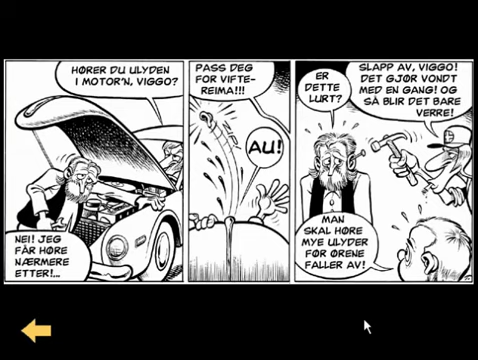 HØRER DU ULYDEN
I MOTOR'N, VIGGO?
NEI! JEG
FÅR HØRE
NÆRMERE
ETTER!...
PASS DEG
FOR VIFTE-
REIMA!!!
AU!
ER
DETTE
LURT?
SLAPP AV, VIGGO!
DET GJØR VONDT
MED EN GANG! OG
SÅ BLIR DET BARE
VERRE!
MAN
SKAL HØRE
MYE ULYDER
FØR ØRENE
FALLER AV!